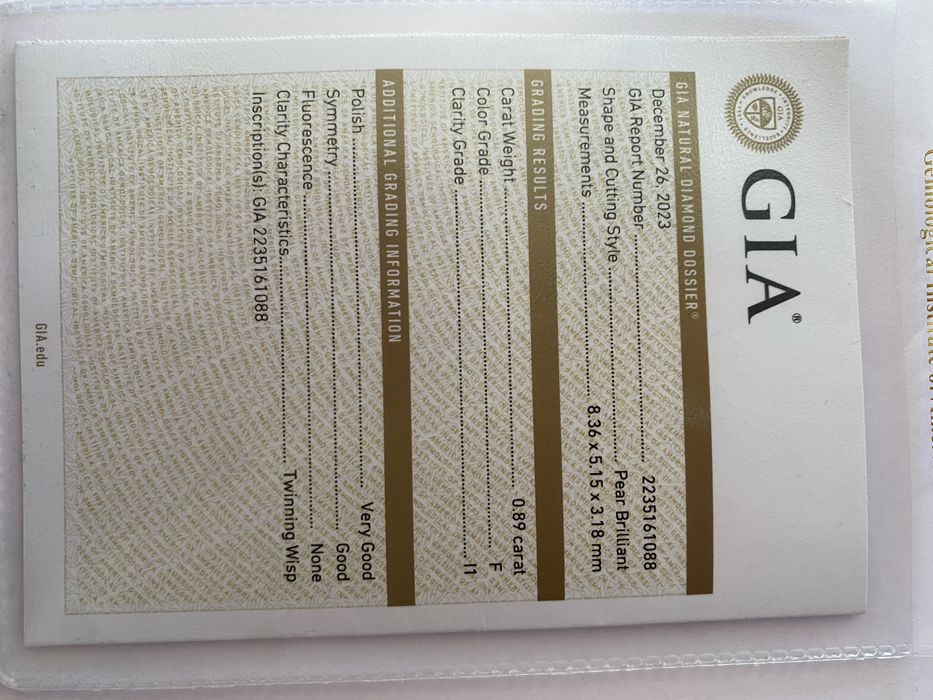 GIA®
GIA NATURAL DIAMOND DOSSIER®
December 26, 2023
GIA Report Number 2235161088
Shape and Cutting Style Pear Brilliant
Measurements 8.36 x 5.15 x 3.18 mm
GRADING RESULTS
Carat Weight 0.89 carat
Color Grade F
Clarity Grade I1
ADDITIONAL GRADING INFORMATION
Polish Very Good
Symmetry Good
Fluorescence None
Clarity Characteristics Twinning Wisp
Inscription(s): GIA 2235161088
GIA.edu